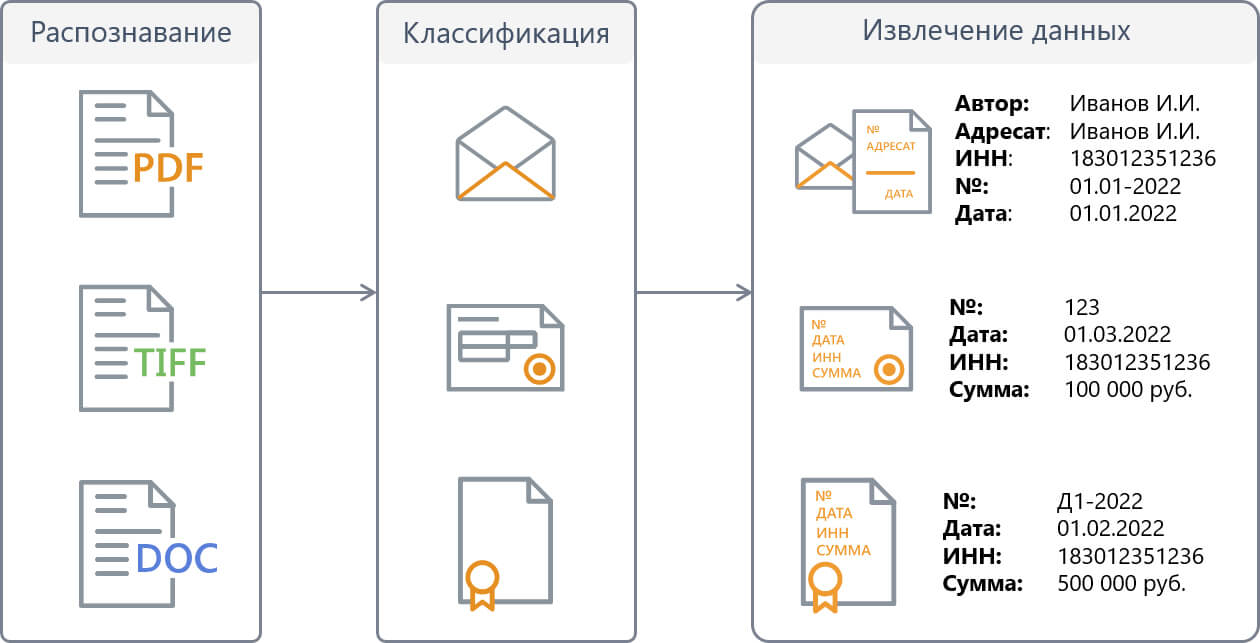 Распознавание
PDF
TIFF
DOC
Классификация
Извлечение данных
№
АДРЕСАТ
ДАТА
Автор: Иванов И.И.
Адресат: Иванов И.И.
ИНН: 183012351236
№: 01.01-2022
Дата: 01.01.2022
№
ДАТА
ИНН
СУММА
№: 123
Дата: 01.03.2022
ИНН: 183012351236
Сумма: 100 000 руб.
№
ДАТА
ИНН
СУММА
№: Д1-2022
Дата: 01.02.2022
ИНН: 183012351236
Сумма: 500 000 руб.